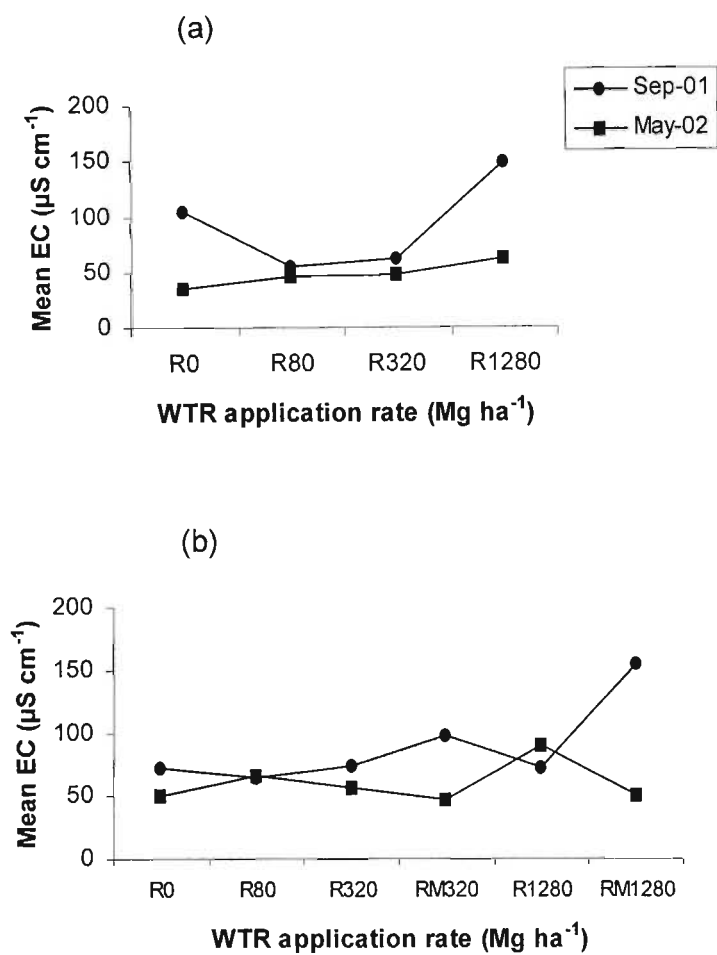 (a)
Sep-01
May-02
200
150
100
50
0
Mean EC (µS cm⁻¹)
R0 R80 R320 R1280
WTR application rate (Mg ha⁻¹)
(b)
200
150
100
50
0
Mean EC (µS cm⁻¹)
R0 R80 R320 RM320 R1280 RM1280
WTR application rate (Mg ha⁻¹)